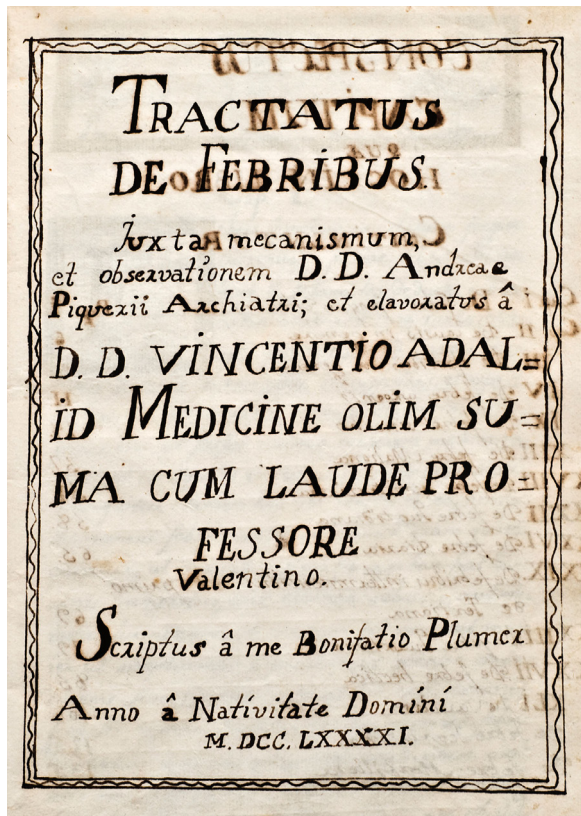 TRACTATUS
DE FEBRIBUS.
Juxta mecanismum,
et observationem D. D. Andreae
Piquerii Archiatri; et elavoratus â
D. D. VINCENTIO ADAL=
ID MEDICINE OLIM SU=
MA CUM LAUDE PRO=
FESSORE
Valentino.
Scriptus â me Bonifatio Plumer
Anno â Nativitate Domini
M. DCC. LXXXXI.